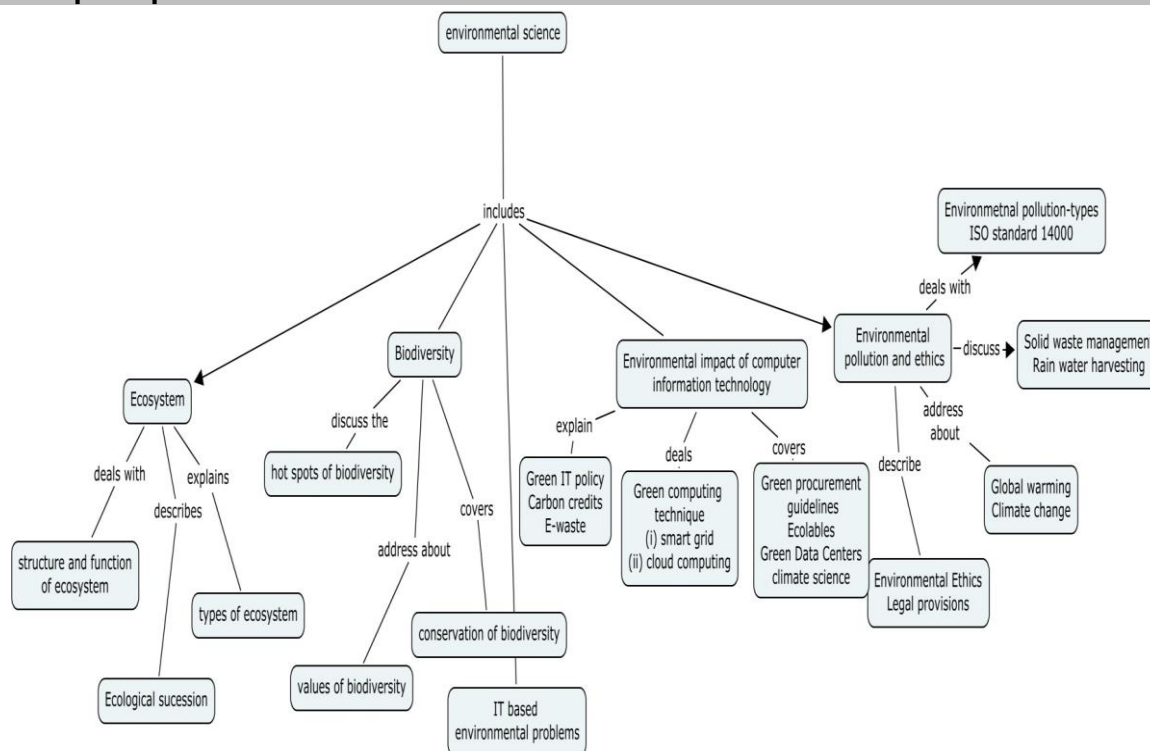 environmental science
includes
Environmetnal pollution-types
ISO standard 14000
deals with
Environmental
pollution and ethics
discuss
Solid waste management
Rain water harvesting
address
about
Global warming
Climate change
describe
Environmental Ethics
Legal provisions
Environmental impact of computer
information technology
explain
Green IT policy
Carbon credits
E-waste
deals
Green computing
technique
(i) smart grid
(ii) cloud computing
covers
Green procurement
guidelines
Ecolables
Green Data Centers
climate science
Biodiversity
discuss the
hot spots of biodiversity
address about
values of biodiversity
covers
conservation of biodiversity
IT based
environmental problems
Ecosystem
deals with
structure and function
of ecosystem
describes
Ecological sucession
explains
types of ecosystem